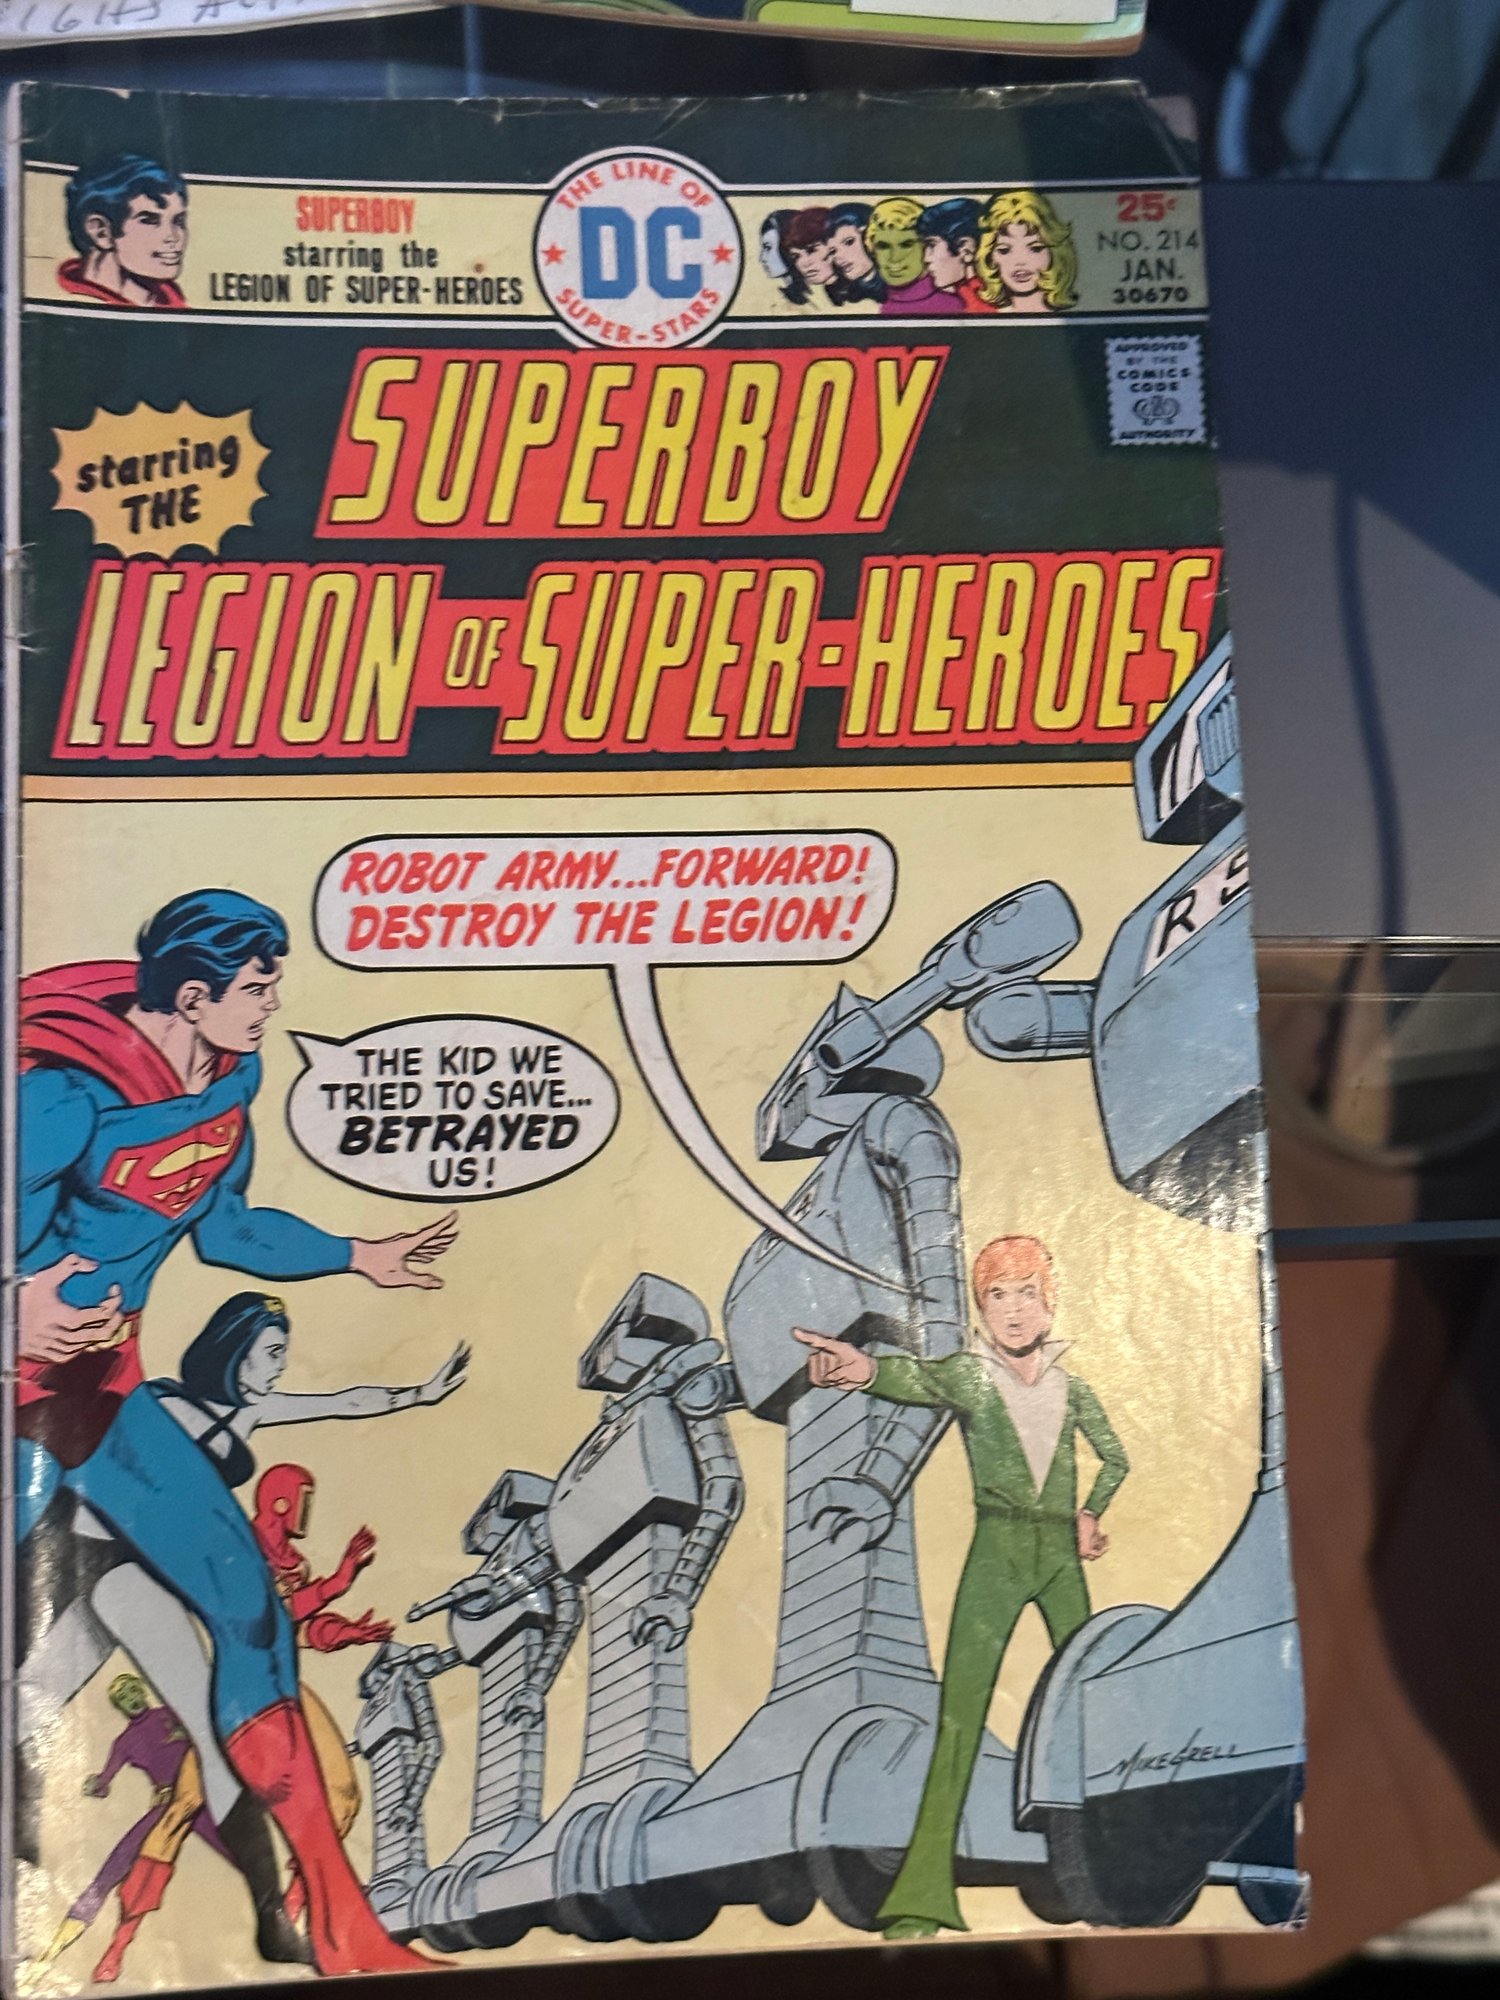 SUPERBOY
starring the
LEGION OF SUPER-HEROES
THE LINE OF
DC
SUPER-STARS
25¢
NO. 214
JAN.
30670
APPROVED
BY THE
COMICS
CODE
AUTHORITY
starring
THE
SUPERBOY
LEGION OF SUPER-HEROES
ROBOT ARMY...FORWARD!
DESTROY THE LEGION!
THE KID WE
TRIED TO SAVE...
BETRAYED
US!
R 5
MIKE GRELL